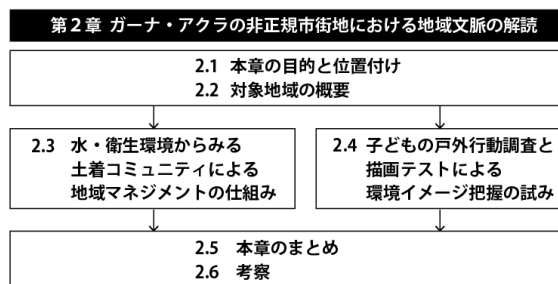 第２章 ガーナ・アクラの非正規市街地における地域文脈の解読
2.1 本章の目的と位置付け
2.2 対象地域の概要
2.3 水・衛生環境からみる
土着コミュニティによる
地域マネジメントの仕組み
2.4 子どもの戸外行動調査と
描画テストによる
環境イメージ把握の試み
2.5 本章のまとめ
2.6 考察